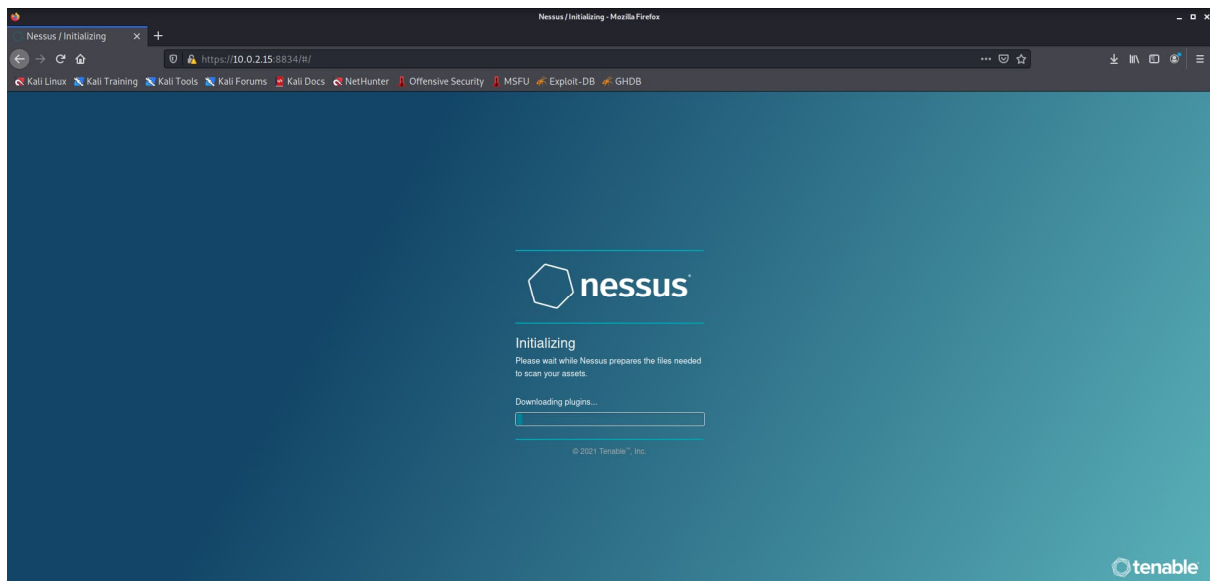 Nessus / Initializing - Mozilla Firefox
Nessus / Initializing
https://10.0.2.15:8834/#/
Kali Linux Kali Training Kali Tools Kali Forums Kali Docs NetHunter Offensive Security MSFU Exploit-DB GHDB
nessus
Initializing
Please wait while Nessus prepares the files needed
to scan your assets.
Downloading plugins...
© 2021 Tenable™, Inc.
tenable